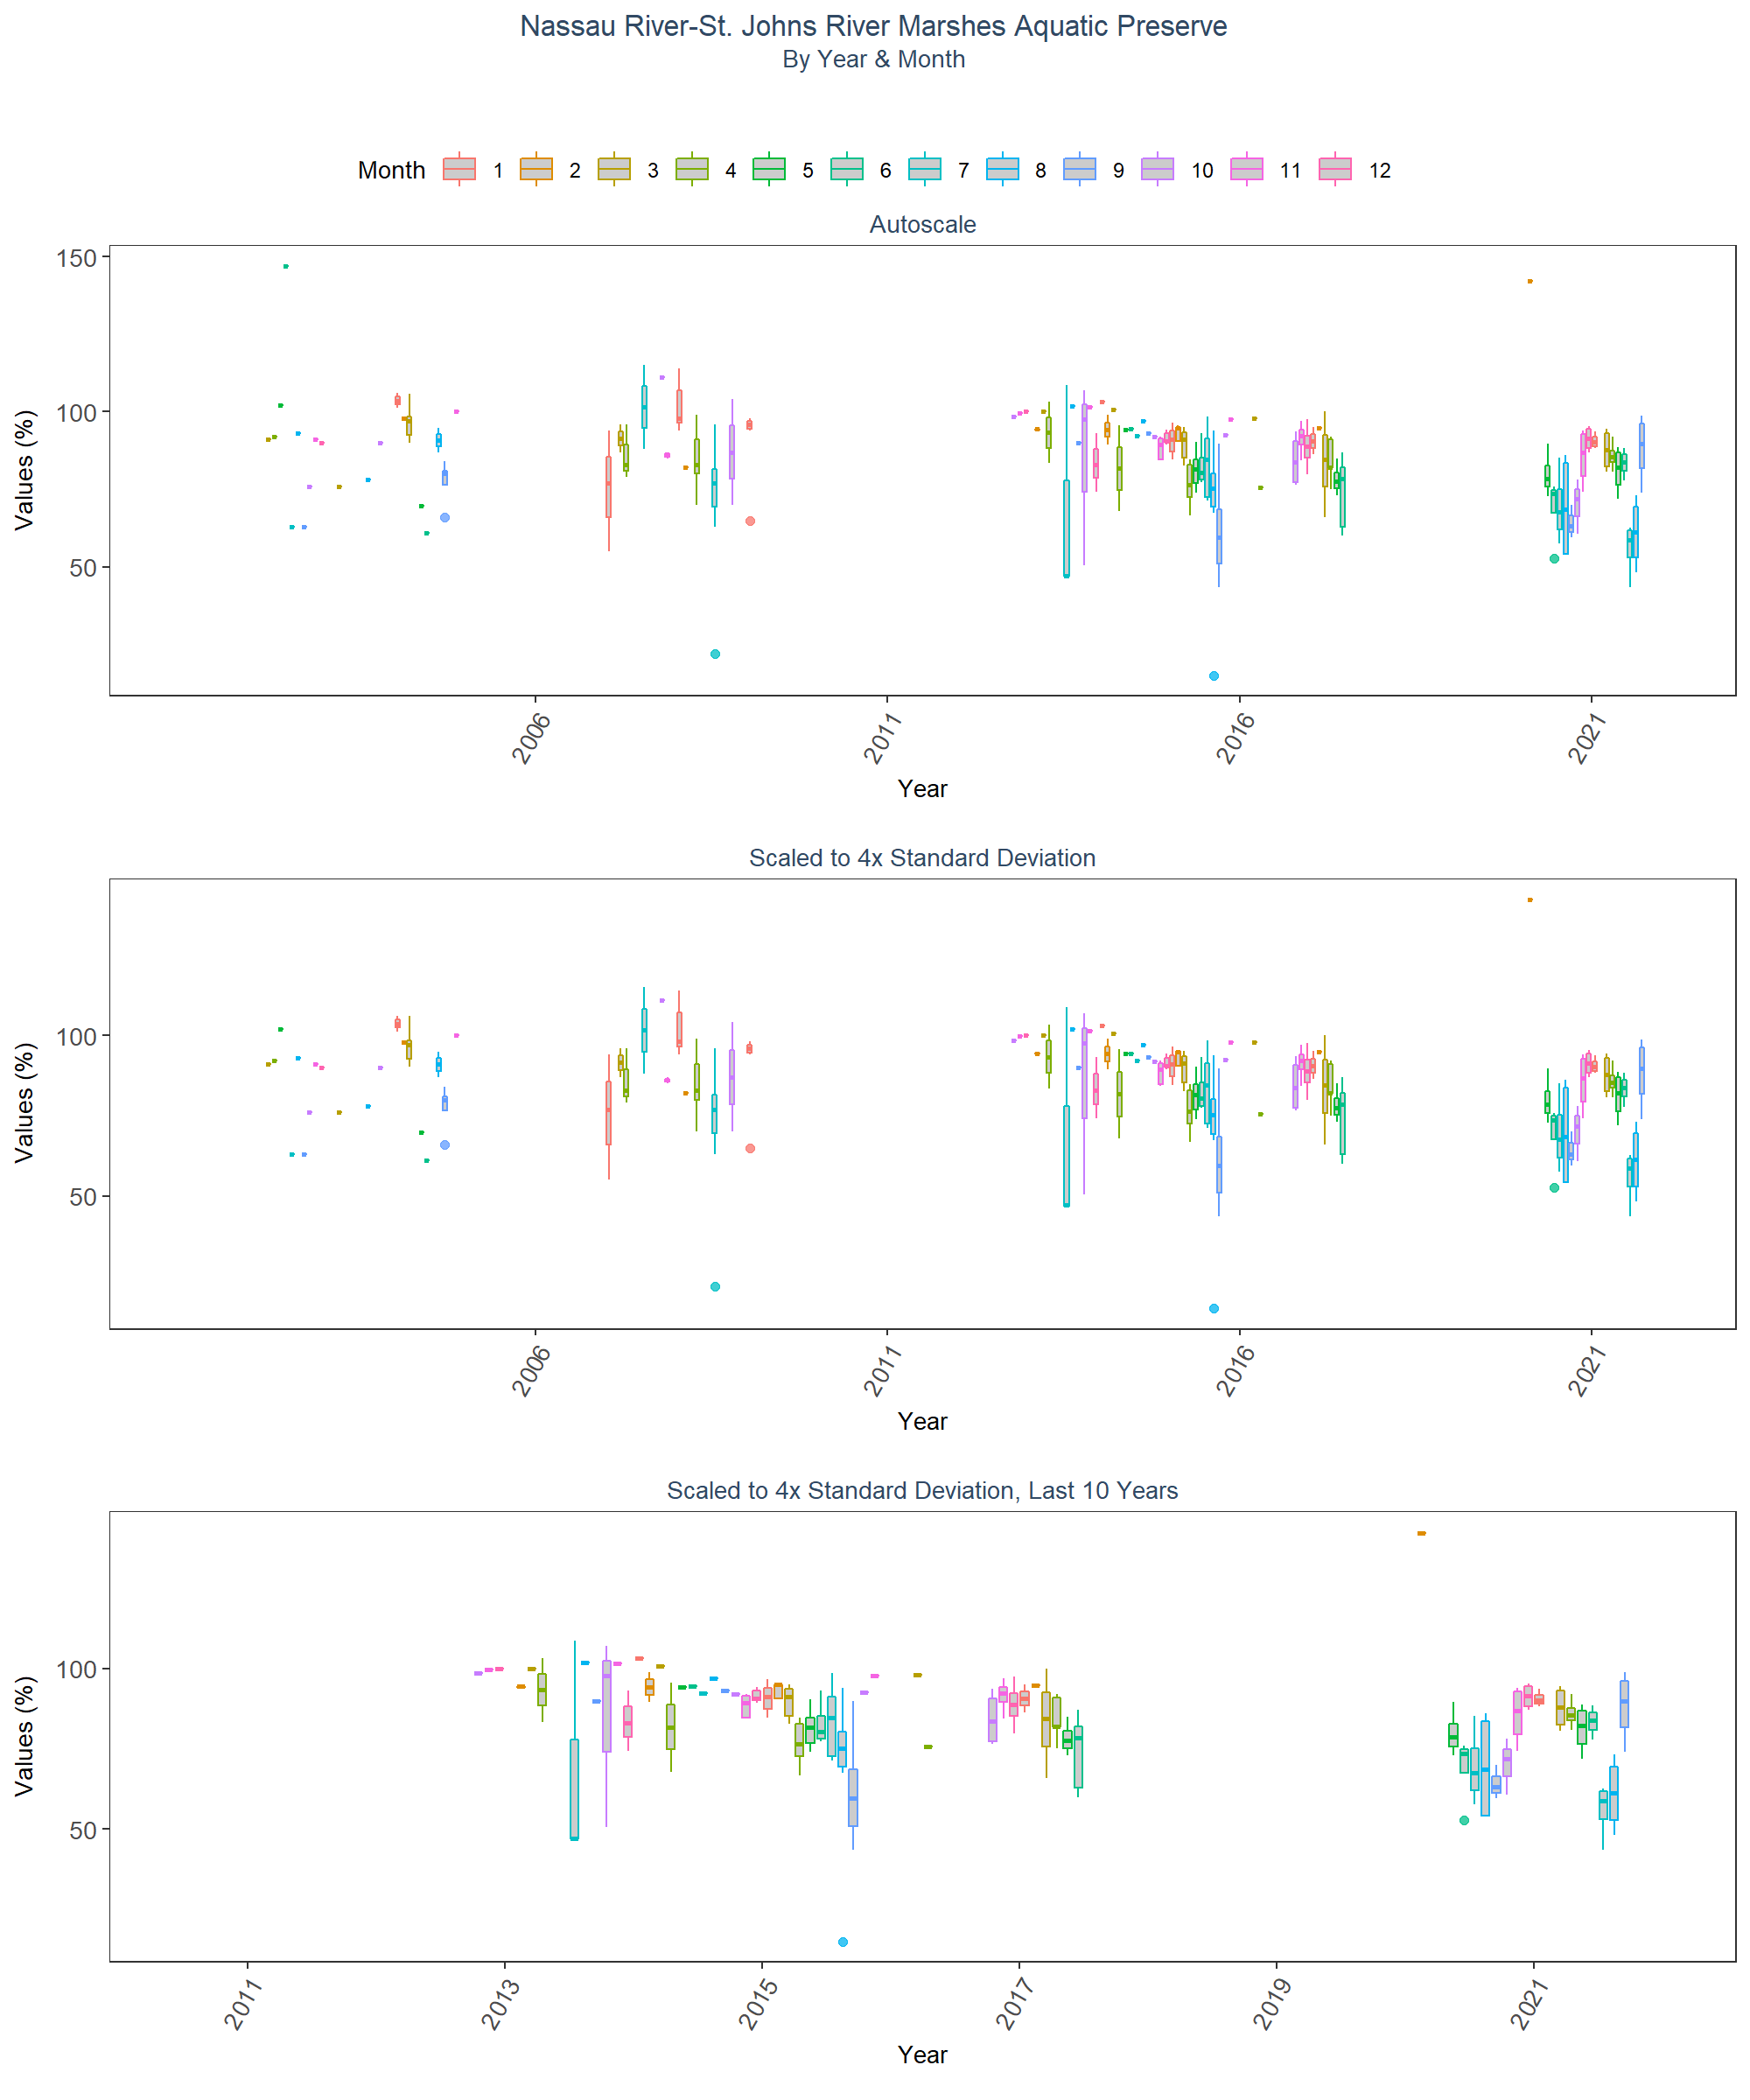 Nassau River-St. Johns River Marshes Aquatic Preserve
By Year & Month
Month 1 2 3 4 5 6 7 8 9 10 11 12
Autoscale
Values (%)
150
100
50
2006 2011 2016 2021
Year
Scaled to 4x Standard Deviation
Values (%)
100
50
2006 2011 2016 2021
Year
Scaled to 4x Standard Deviation, Last 10 Years
Values (%)
100
50
2011 2013 2015 2017 2019 2021
Year